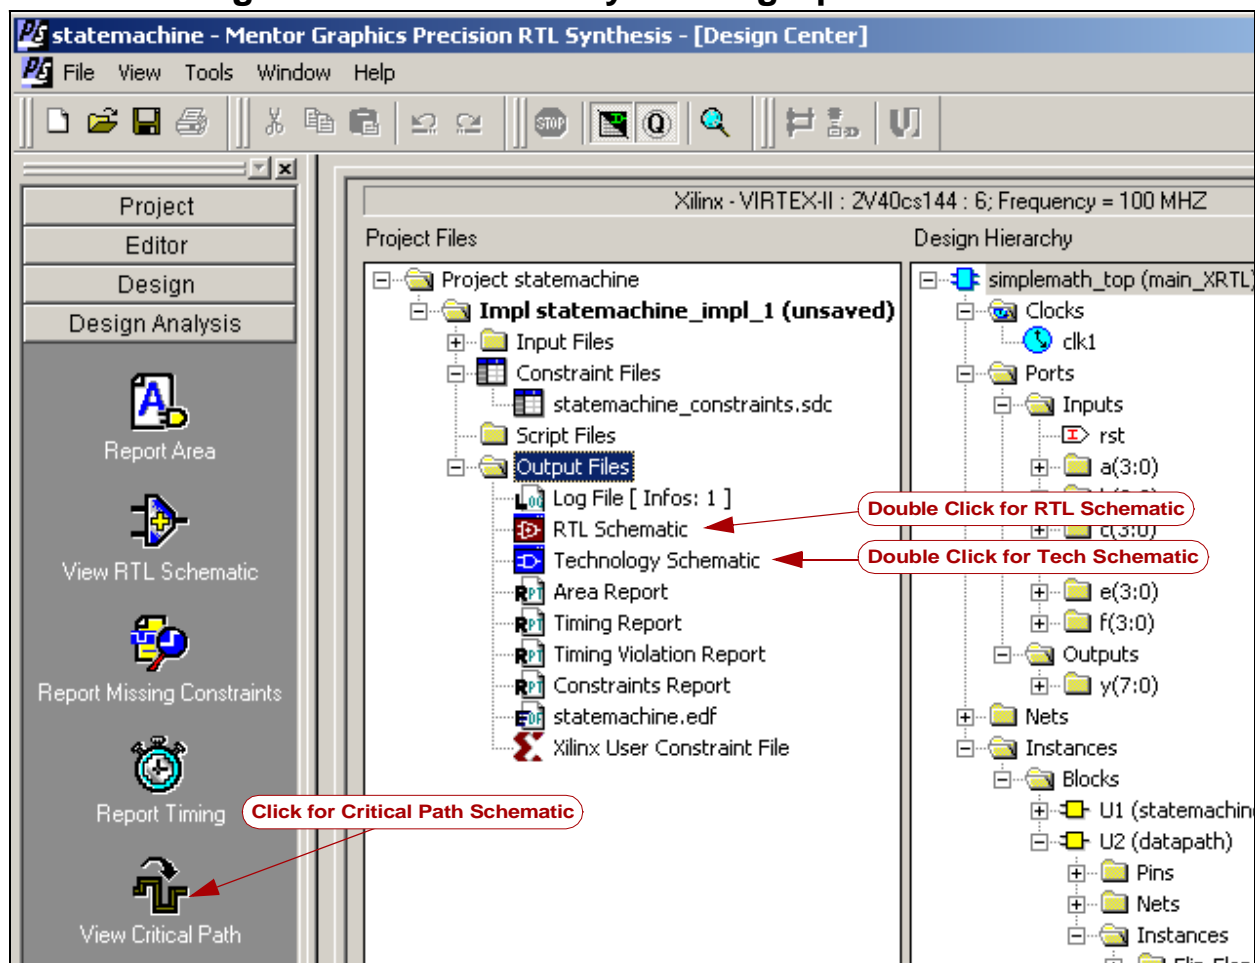 statemachine - Mentor Graphics Precision RTL Synthesis - [Design Center]
File View Tools Window Help
STOP
Q
Project
Editor
Design
Design Analysis
Report Area
View RTL Schematic
Report Missing Constraints
Report Timing
View Critical Path
Click for Critical Path Schematic
Xilinx - VIRTEX-II : 2V40cs144 : 6; Frequency = 100 MHZ
Project Files
Project statemachine
Impl statemachine_impl_1 (unsaved)
Input Files
Constraint Files
statemachine_constraints.sdc
Script Files
Output Files
Log File [ Infos: 1 ]
RTL Schematic
Technology Schematic
Area Report
Timing Report
Timing Violation Report
Constraints Report
statemachine.edf
Xilinx User Constraint File
Double Click for RTL Schematic
Double Click for Tech Schematic
Design Hierarchy
simplemath_top (main_XRTL)
Clocks
clk1
Ports
Inputs
rst
a(3:0)
c(3:0)
e(3:0)
f(3:0)
Outputs
y(7:0)
Nets
Instances
Blocks
U1 (statemachin
U2 (datapath)
Pins
Nets
Instances